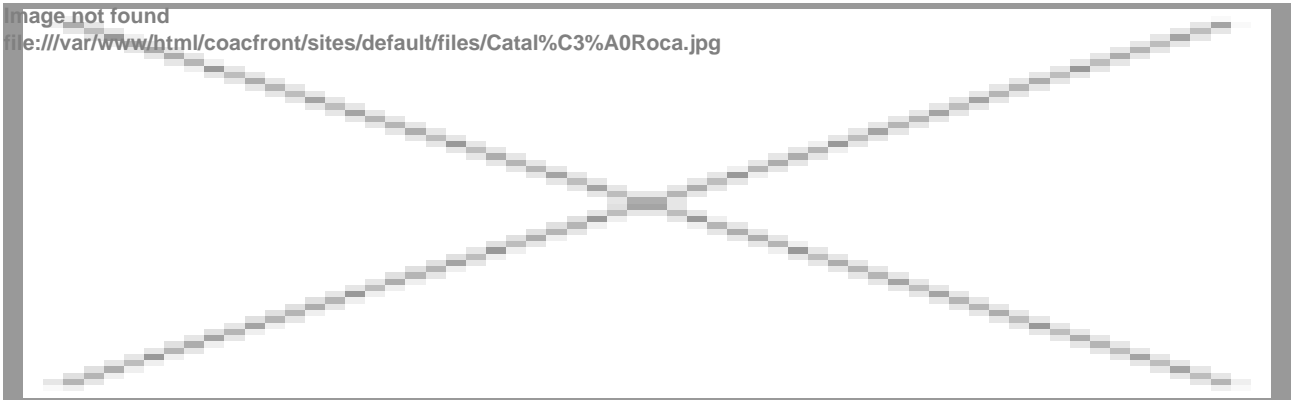 Image not found
file:///var/www/html/coacfront/sites/default/files/Catal%C3%A0Roca.jpg